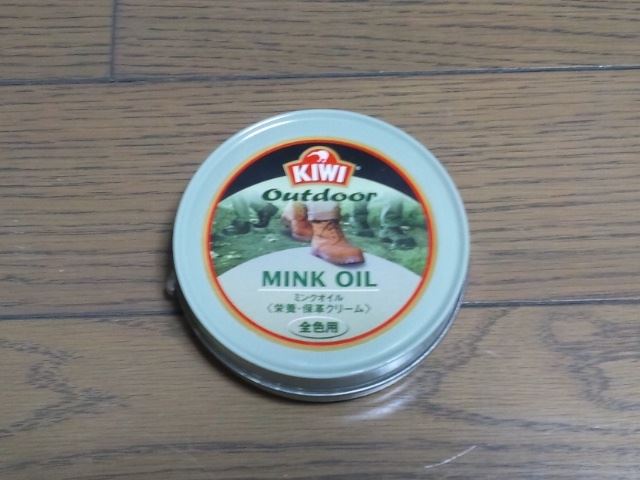 KIWI
Outdoor
MINK OIL
ミンクオイル
〈栄養・保革クリーム〉
全色用